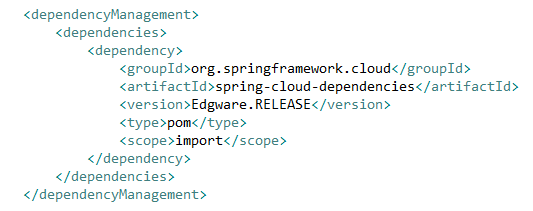 <dependencyManagement>
    <dependencies>
        <dependency>
            <groupId>org.springframework.cloud</groupId>
            <artifactId>spring-cloud-dependencies</artifactId>
            <version>Edgware.RELEASE</version>
            <type>pom</type>
            <scope>import</scope>
        </dependency>
    </dependencies>
</dependencyManagement>